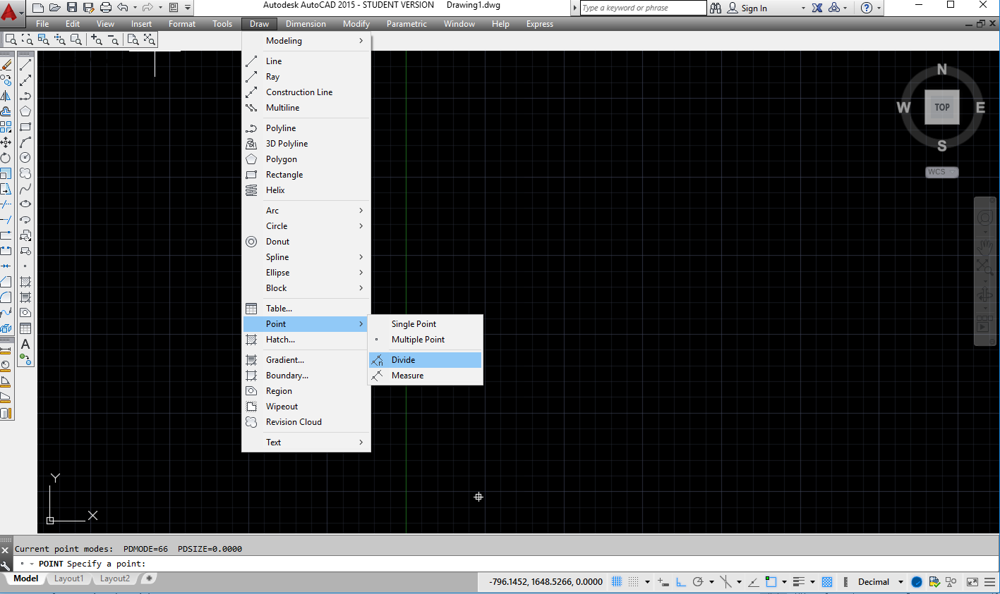 Autodesk AutoCAD 2015 - STUDENT VERSION Drawing1.dwg
Type a keyword or phrase
Sign In
File Edit View Insert Format Tools Draw Dimension Modify Parametric Window Help Express
Modeling
Line
Ray
Construction Line
Multiline
Polyline
3D Polyline
Polygon
Rectangle
Helix
Arc
Circle
Donut
Spline
Ellipse
Block
Table...
Point
Hatch...
Gradient...
Boundary...
Region
Wipeout
Revision Cloud
Text
Single Point
Multiple Point
Divide
Measure
N
W TOP E
S
WCS
A
Y
X
Current point modes: PDMODE=66 PDSIZE=0.0000
POINT Specify a point:
Model Layout1 Layout2
-796.1452, 1648.5266, 0.0000
Decimal